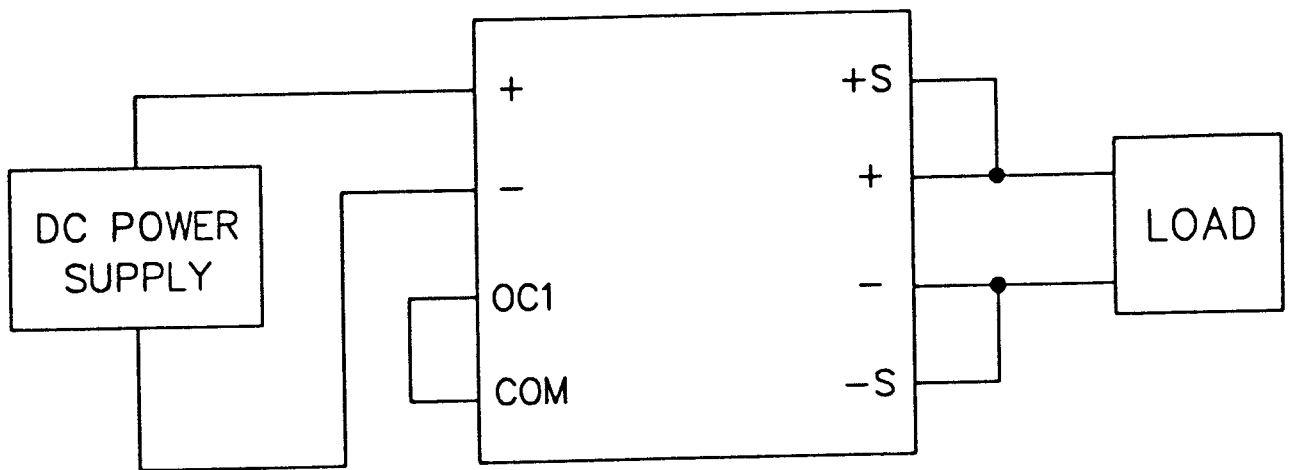 +
-
OC1
COM
+S
+
-
-S
DC POWER
SUPPLY
LOAD